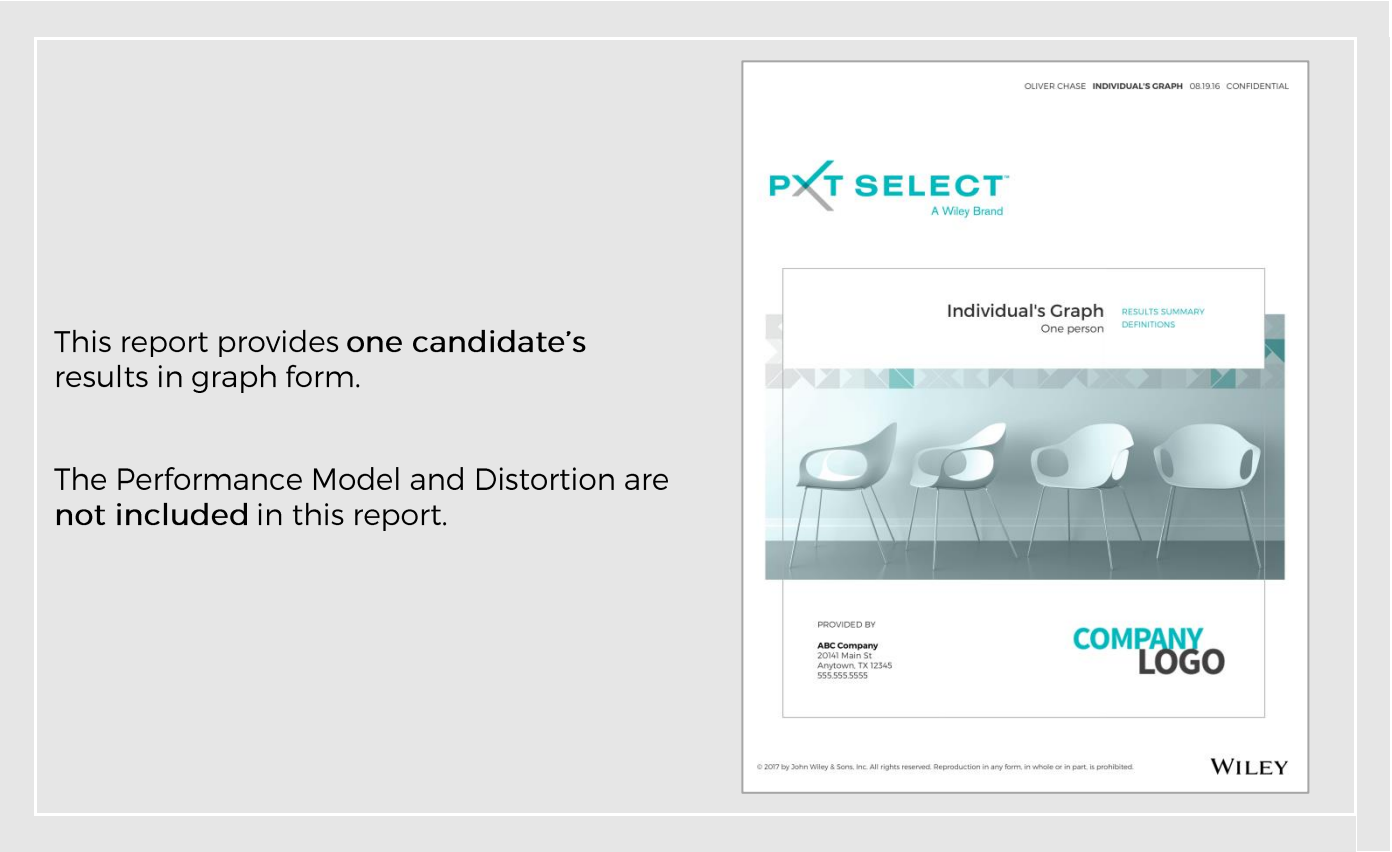 This report provides one candidate’s
results in graph form.
The Performance Model and Distortion are
not included in this report.
OLIVER CHASE INDIVIDUAL'S GRAPH 08.19.16 CONFIDENTIAL
PXT SELECT™
A Wiley Brand
Individual's Graph
One person
RESULTS SUMMARY
DEFINITIONS
PROVIDED BY
ABC Company
20141 Main St
Anytown, TX 12345
555.555.5555
COMPANY
LOGO
© 2017 by John Wiley & Sons, Inc. All rights reserved. Reproduction in any form, in whole or in part, is prohibited.
WILEY